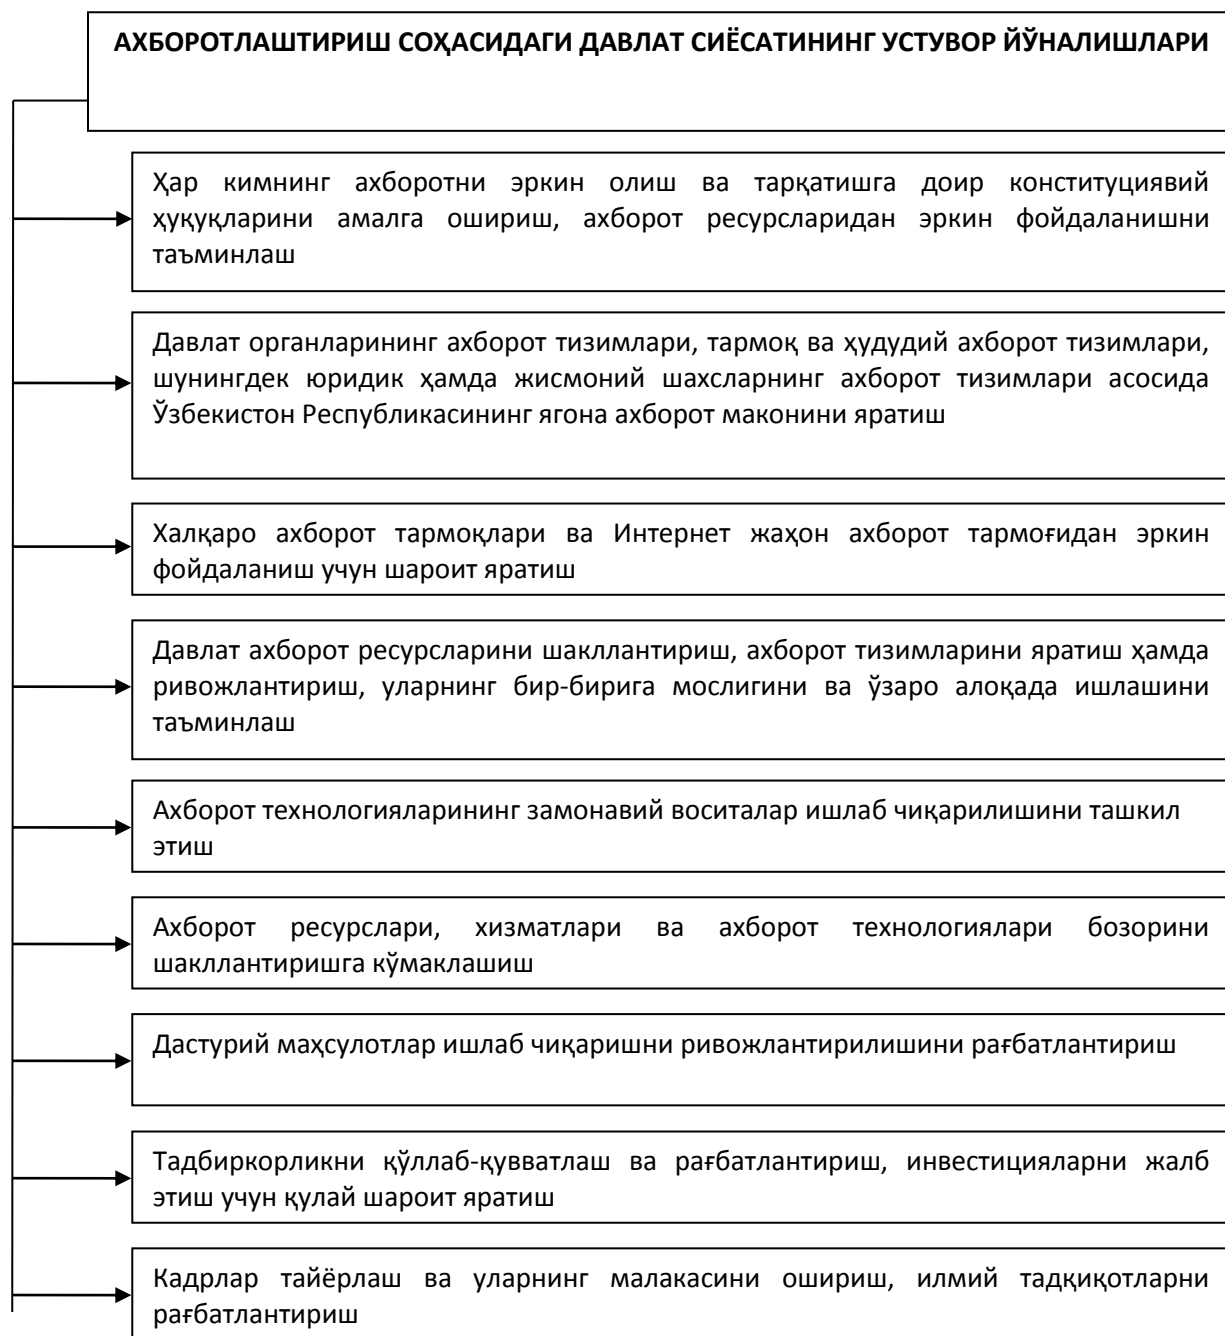 АХБОРОТЛАШТИРИШ СОҲАСИДАГИ ДАВЛАТ СИЁСАТИНИНГ УСТУВОР ЙЎНАЛИШЛАРИ
Ҳар кимнинг ахборотни эркин олиш ва тарқатишга доир конституциявий
ҳуқуқларини амалга ошириш, ахборот ресурсларидан эркин фойдаланишни
таъминлаш
Давлат органларининг ахборот тизимлари, тармоқ ва ҳудудий ахборот тизимлари,
шунингдек юридик ҳамда жисмоний шахсларнинг ахборот тизимлари асосида
Ўзбекистон Республикасининг ягона ахборот маконини яратиш
Халқаро ахборот тармоқлари ва Интернет жаҳон ахборот тармоғидан эркин
фойдаланиш учун шароит яратиш
Давлат ахборот ресурсларини шакллантириш, ахборот тизимларини яратиш ҳамда
ривожлантириш, уларнинг бир-бирига мослигини ва ўзаро алоқада ишлашини
таъминлаш
Ахборот технологияларининг замонавий воситалар ишлаб чиқарилишини ташкил
этиш
Ахборот ресурслари, хизматлари ва ахборот технологиялари бозорини
шакллантиришга кўмаклашиш
Дастурий маҳсулотлар ишлаб чиқаришни ривожлантирилишини рағбатлантириш
Тадбиркорликни қўллаб-қувватлаш ва рағбатлантириш, инвестицияларни жалб
этиш учун қулай шароит яратиш
Кадрлар тайёрлаш ва уларнинг малакасини ошириш, илмий тадқиқотларни
рағбатлантириш